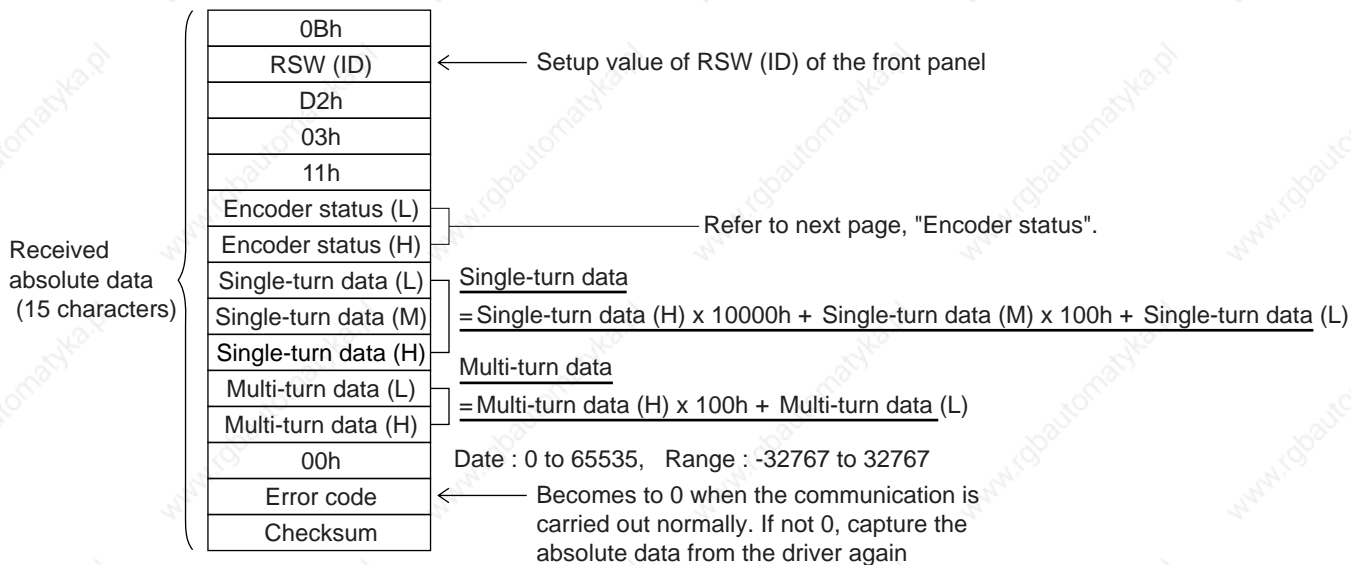 0Bh
RSW (ID)
Setup value of RSW (ID) of the front panel
D2h
03h
11h
Encoder status (L)
Encoder status (H)
Refer to next page, "Encoder status".
Received
absolute data
(15 characters)
Single-turn data (L)
Single-turn data (M)
Single-turn data (H)
Single-turn data
=Single-turn data (H) x 10000h + Single-turn data (M) x 100h + Single-turn data (L)
Multi-turn data (L)
Multi-turn data (H)
Multi-turn data
=Multi-turn data (H) x 100h + Multi-turn data (L)
00h
Date : 0 to 65535, Range : -32767 to 32767
Error code
Becomes to 0 when the communication is
carried out normally. If not 0, capture the
absolute data from the driver again
Checksum
www.rgbautomatyka.pl